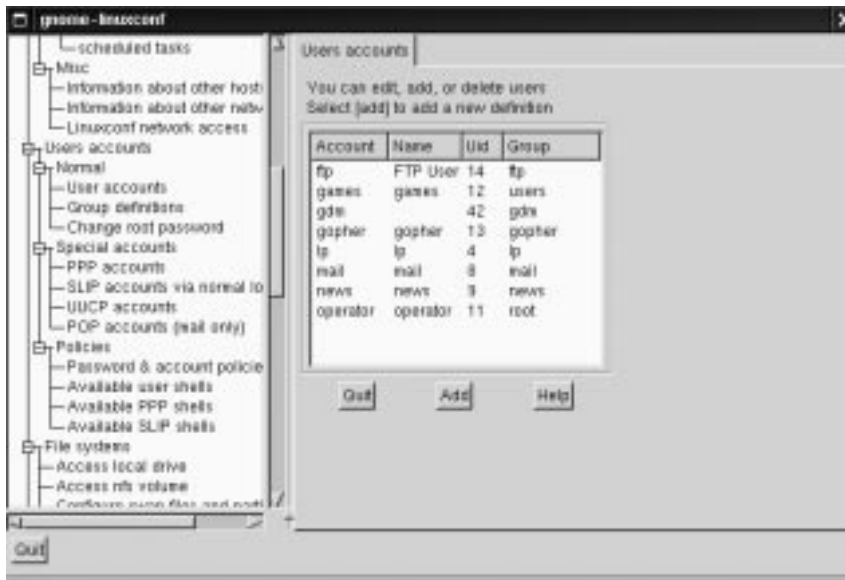 gnome-linuxconf
scheduled tasks
Misc
Information about other hosts
Information about other netw
Linuxconf network access
Users accounts
Normal
User accounts
Group definitions
Change root password
Special accounts
PPP accounts
SLIP accounts via normal lo
UUCP accounts
POP accounts (mail only)
Policies
Password & account policie
Available user shells
Available PPP shells
Available SLIP shells
File systems
Access local drive
Access nfs volume
Configure swap files and parti
Quit
Users accounts
You can edit, add, or delete users
Select [add] to add a new definition
Account Name Uid Group
ftp FTP User 14 ftp
games games 12 users
gdm 42 gdm
gopher gopher 13 gopher
lp lp 4 lp
mail mail 8 mail
news news 9 news
operator operator 11 root
Quit Add Help